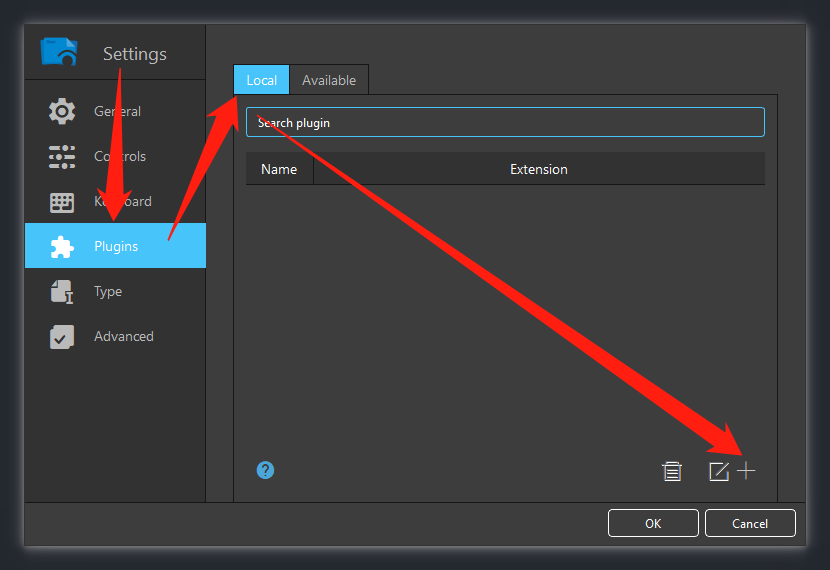 Settings
General
Controls
Keyboard
Plugins
Type
Advanced
Local
Available
Search plugin
Name
Extension
?
OK
Cancel